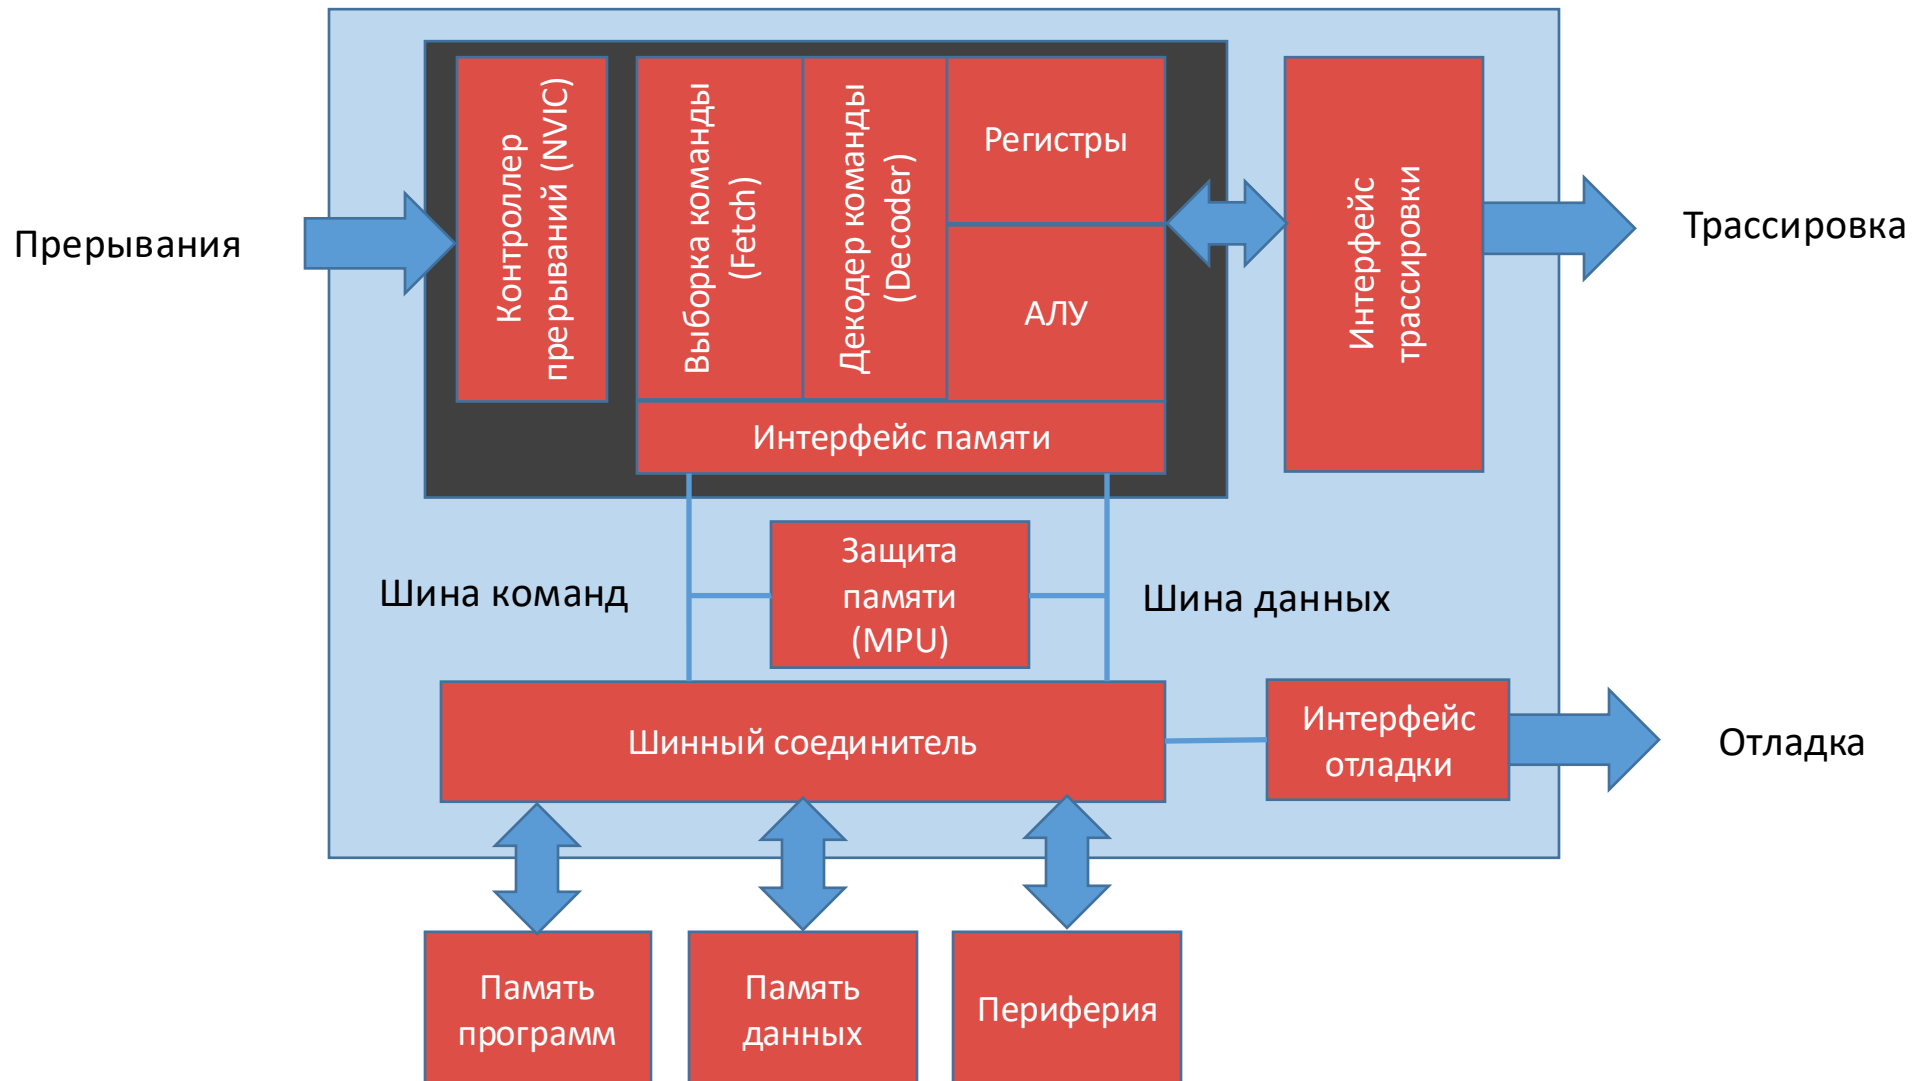 Прерывания
Контроллер
прерываний (NVIC)
Выборка команды
(Fetch)
Декодер команды
(Decoder)
Регистры
АЛУ
Интерфейс памяти
Интерфейс
трассировки
Трассировка
Шина команд
Защита
памяти
(MPU)
Шина данных
Шинный соединитель
Интерфейс
отладки
Отладка
Память
программ
Память
данных
Периферия